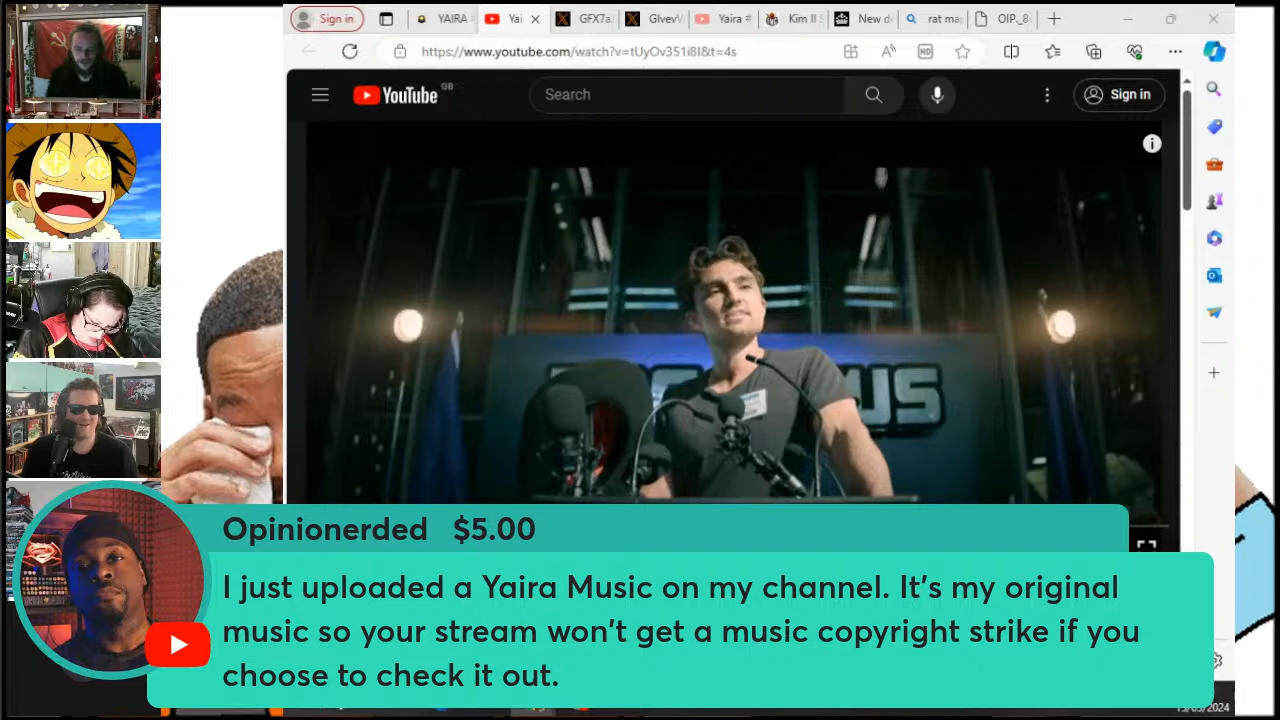 Sign in
YAIRA
Yai
GFX7a
GlveW
Yaira #
Kim Il S
New d
rat ma
OIP_8
https://www.youtube.com/watch?v=tUyOv351i8I&t=4s
YouTube GB
Search
Sign in
US
Opinionerded $5.00
I just uploaded a Yaira Music on my channel. It's my original
music so your stream won't get a music copyright strike if you
choose to check it out.